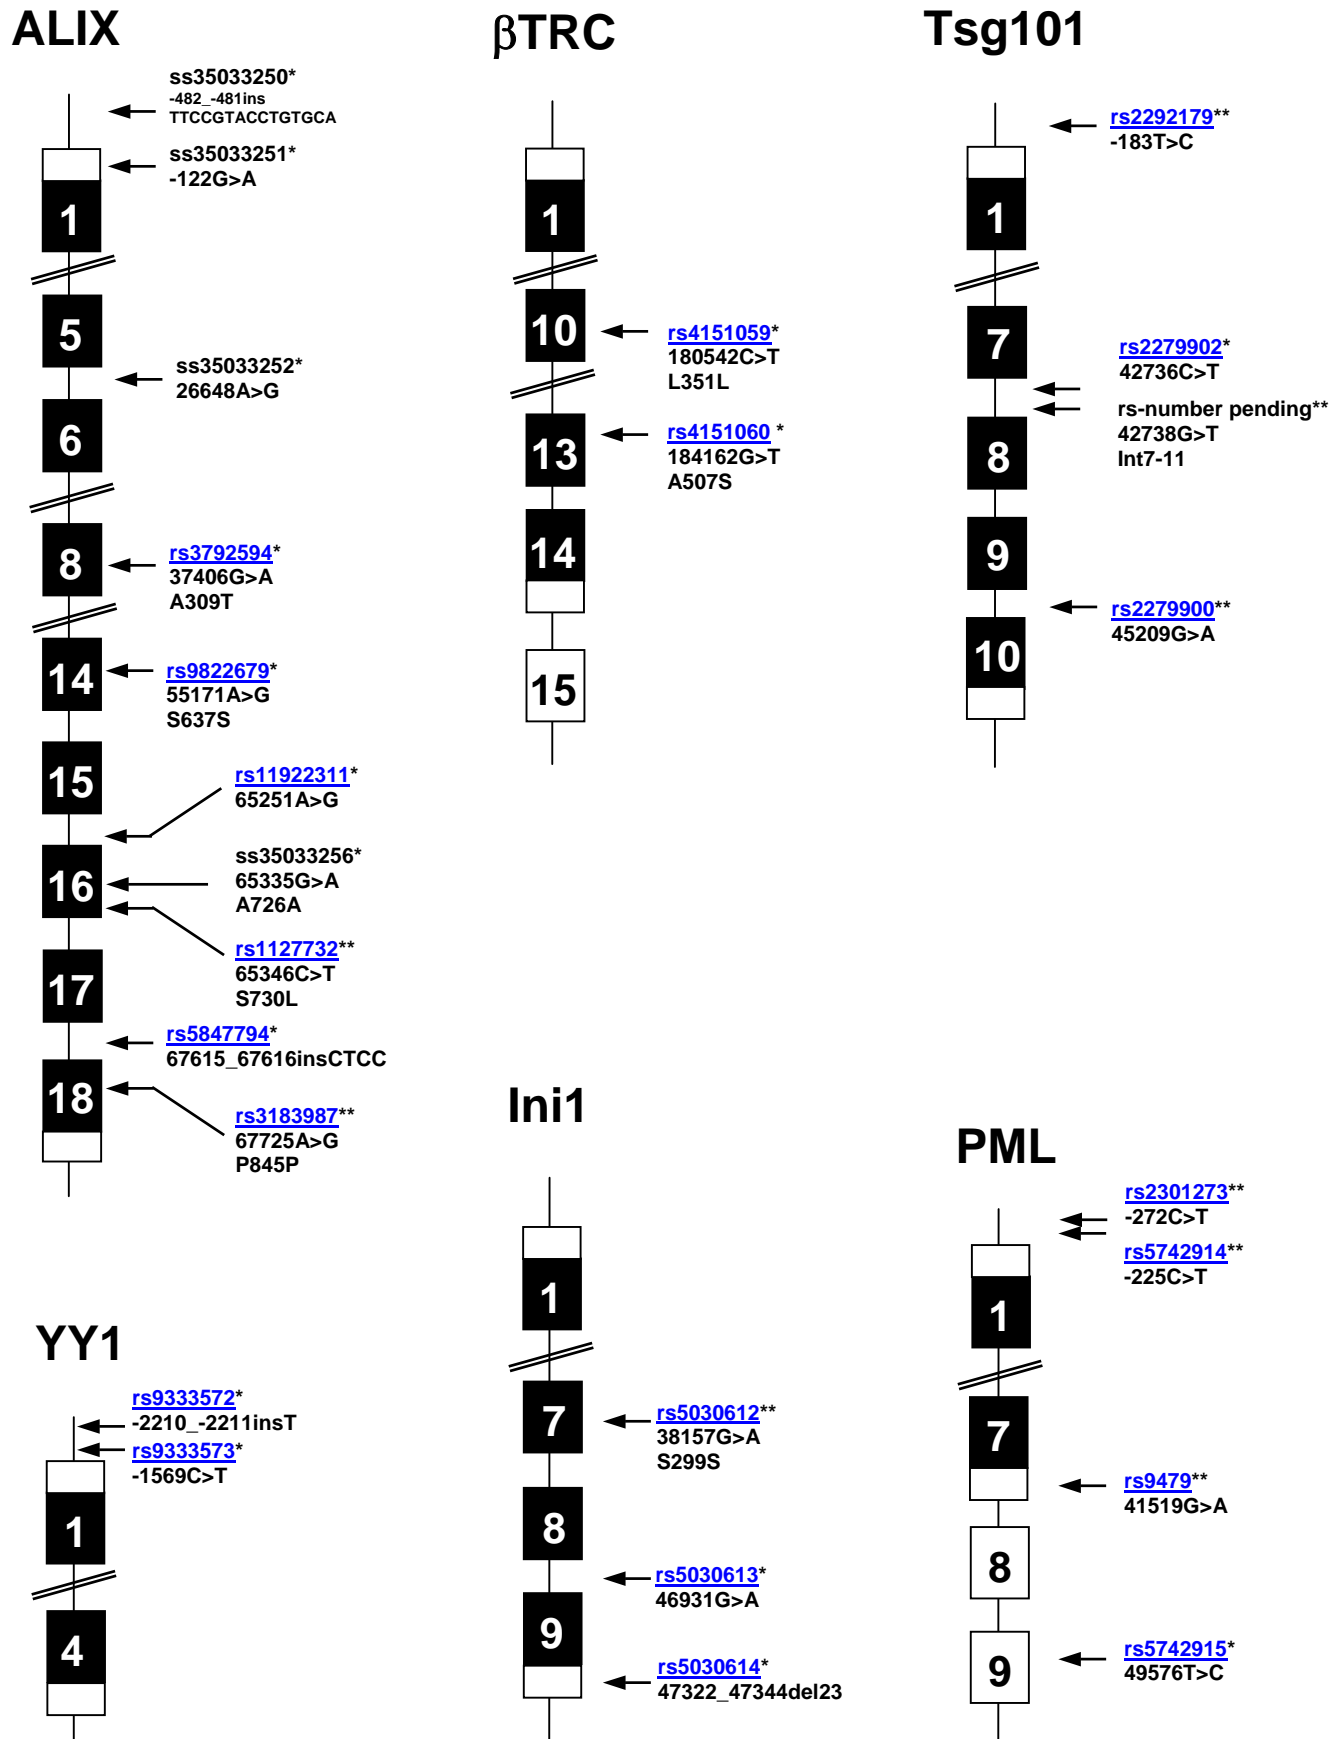 ALIX
ss35033250*
-482_-481ins
TTCCGTACCTGTGCA
ss35033251*
-122G>A
1
5
ss35033252*
26648A>G
6
8
rs3792594*
37406G>A
A309T
14
rs9822679*
55171A>G
S637S
15
rs11922311*
65251A>G
16
ss35033256*
65335G>A
A726A
rs1127732**
65346C>T
S730L
17
rs5847794*
67615_67616insCTCC
18
rs3183987**
67725A>G
P845P
βTRC
1
10
rs4151059*
180542C>T
L351L
13
rs4151060 *
184162G>T
A507S
14
15
Tsg101
rs2292179**
-183T>C
1
7
rs2279902*
42736C>T
rs-number pending**
42738G>T
Int7-11
8
9
rs2279900**
45209G>A
10
YY1
rs9333572*
-2210_-2211insT
rs9333573*
-1569C>T
1
4
Ini1
1
7
rs5030612**
38157G>A
S299S
8
rs5030613*
46931G>A
9
rs5030614*
47322_47344del23
PML
rs2301273**
-272C>T
rs5742914**
-225C>T
1
7
rs9479**
41519G>A
8
9
rs5742915*
49576T>C